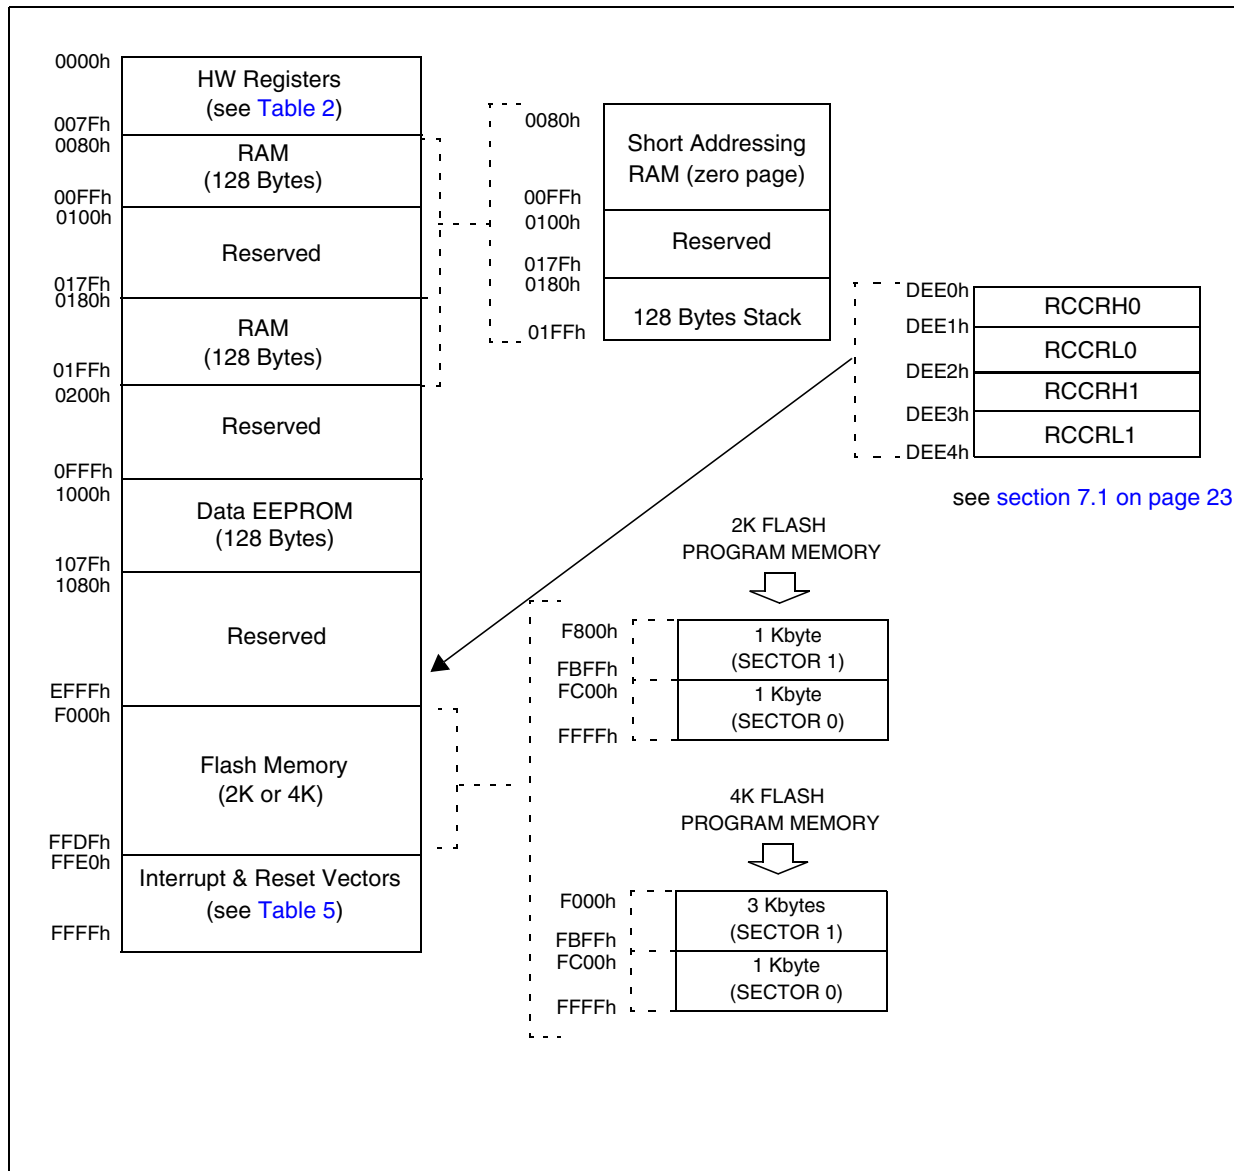 0000h
HW Registers
(see Table 2)
007Fh
0080h
RAM
(128 Bytes)
00FFh
0100h
Reserved
017Fh
0180h
RAM
(128 Bytes)
01FFh
0200h
Reserved
0FFFh
1000h
Data EEPROM
(128 Bytes)
107Fh
1080h
Reserved
EFFFh
F000h
Flash Memory
(2K or 4K)
FFDFh
FFE0h
Interrupt & Reset Vectors
(see Table 5)
FFFFh
0080h
Short Addressing
RAM (zero page)
00FFh
0100h
Reserved
017Fh
0180h
128 Bytes Stack
01FFh
DEE0h
RCCRH0
DEE1h
RCCRL0
DEE2h
RCCRH1
DEE3h
RCCRL1
DEE4h
see section 7.1 on page 23
2K FLASH
PROGRAM MEMORY
F800h
1 Kbyte
(SECTOR 1)
FBFFh
FC00h
1 Kbyte
(SECTOR 0)
FFFFh
4K FLASH
PROGRAM MEMORY
F000h
3 Kbytes
(SECTOR 1)
FBFFh
FC00h
1 Kbyte
(SECTOR 0)
FFFFh